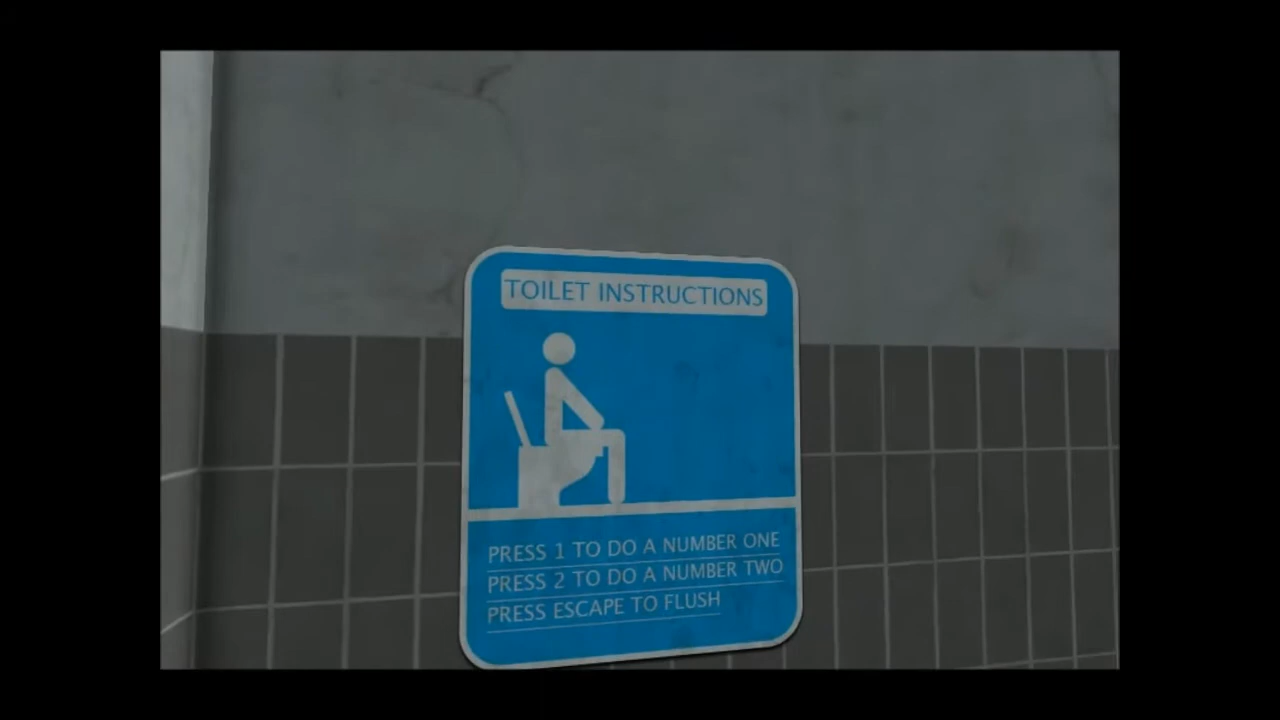 TOILET INSTRUCTIONS
PRESS 1 TO DO A NUMBER ONE
PRESS 2 TO DO A NUMBER TWO
PRESS ESCAPE TO FLUSH